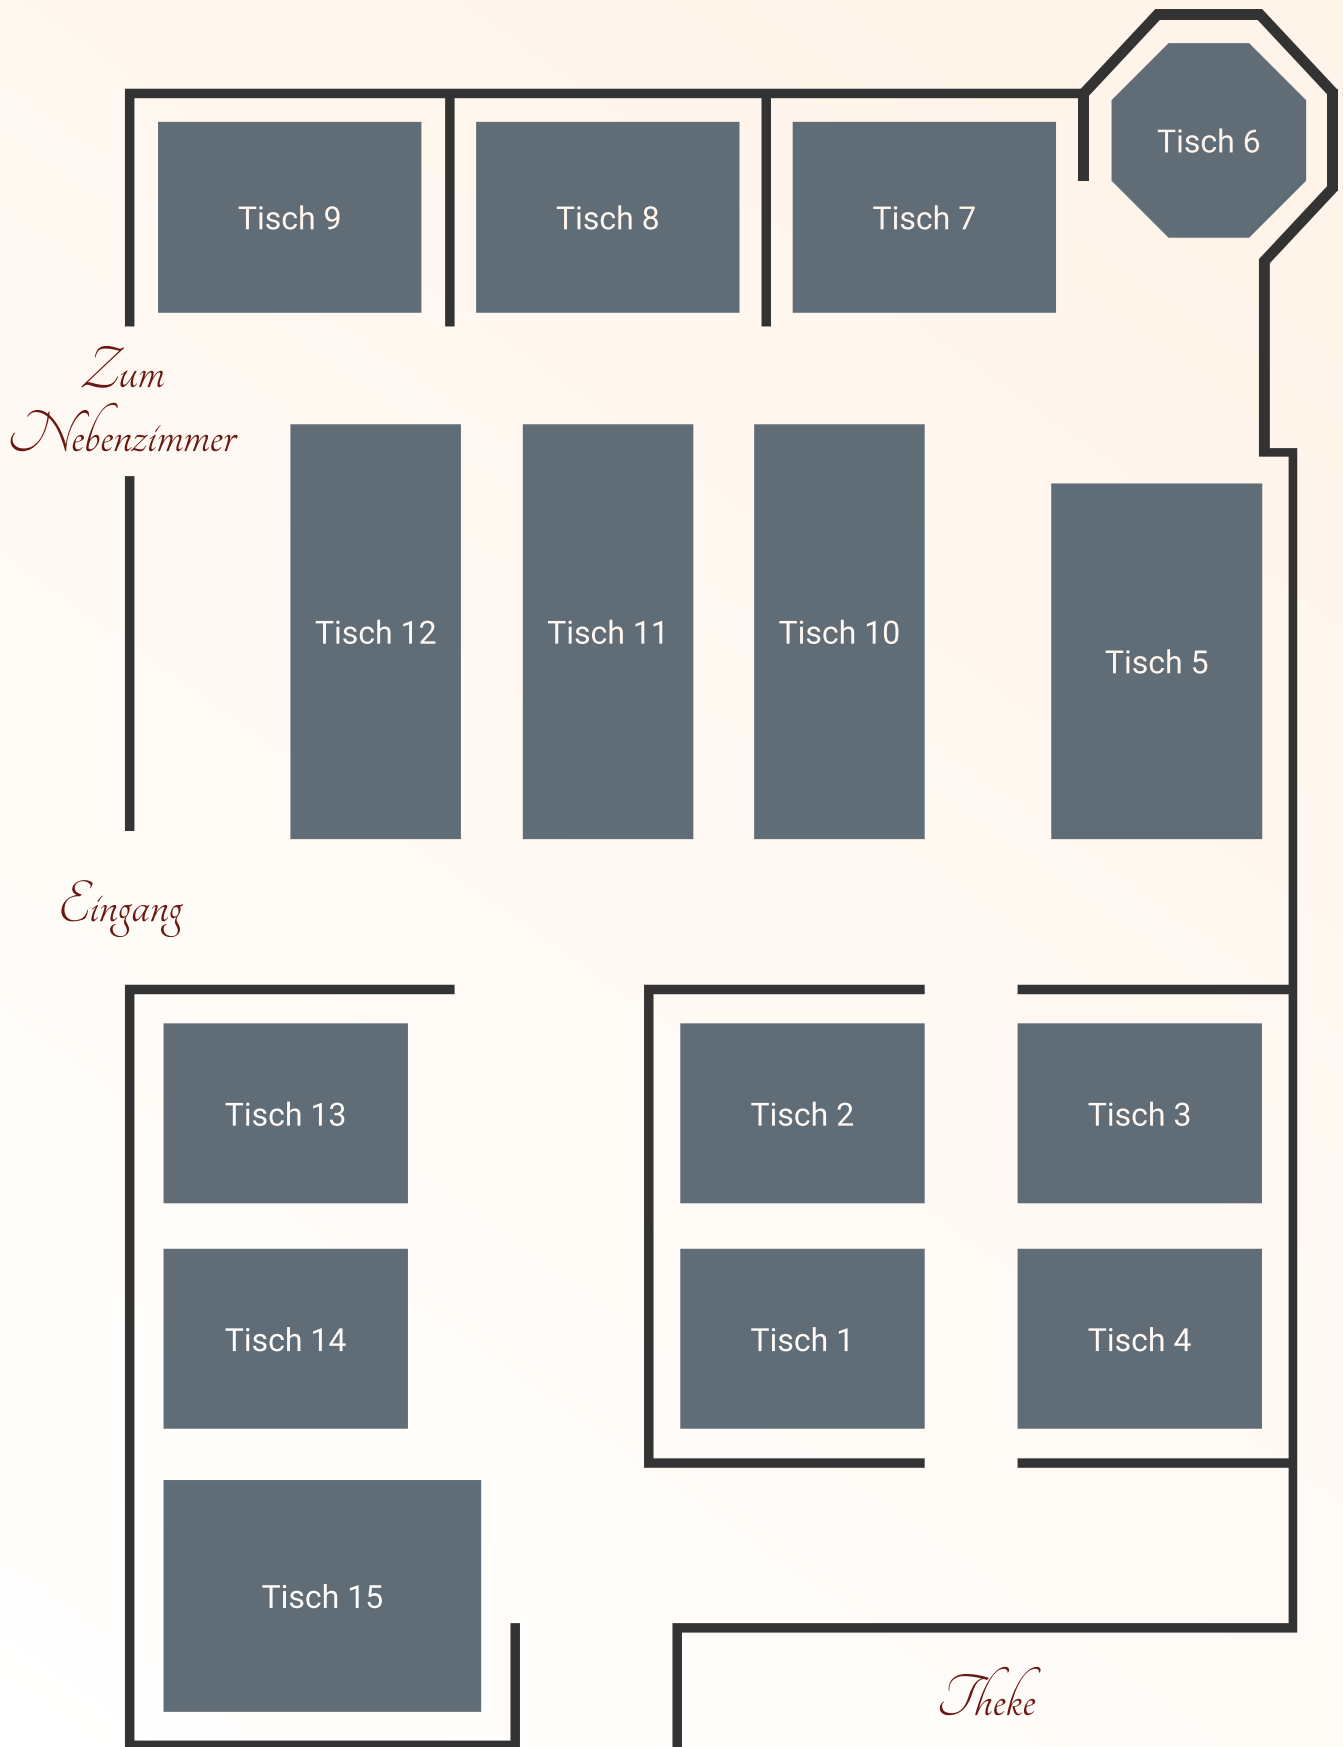 Tisch 6
Tisch 9
Tisch 8
Tisch 7
Zum
Nebenzimmer
Tisch 12
Tisch 11
Tisch 10
Tisch 5
Eingang
Tisch 13
Tisch 2
Tisch 3
Tisch 14
Tisch 1
Tisch 4
Tisch 15
Theke